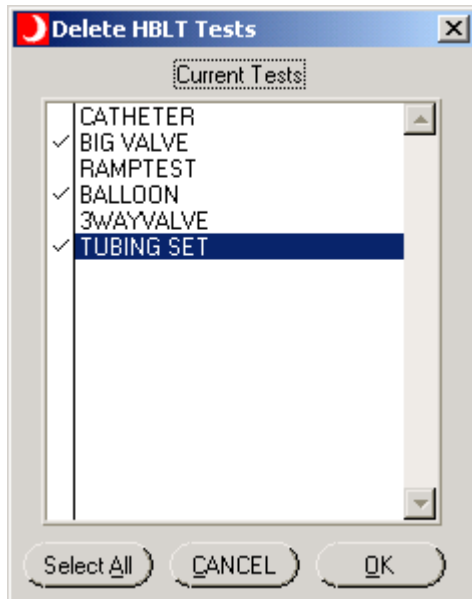 Delete HBLT Tests
Current Tests
CATHETER
BIG VALVE
RAMPTEST
BALLOON
3WAYVALVE
TUBING SET
Select All
CANCEL
OK